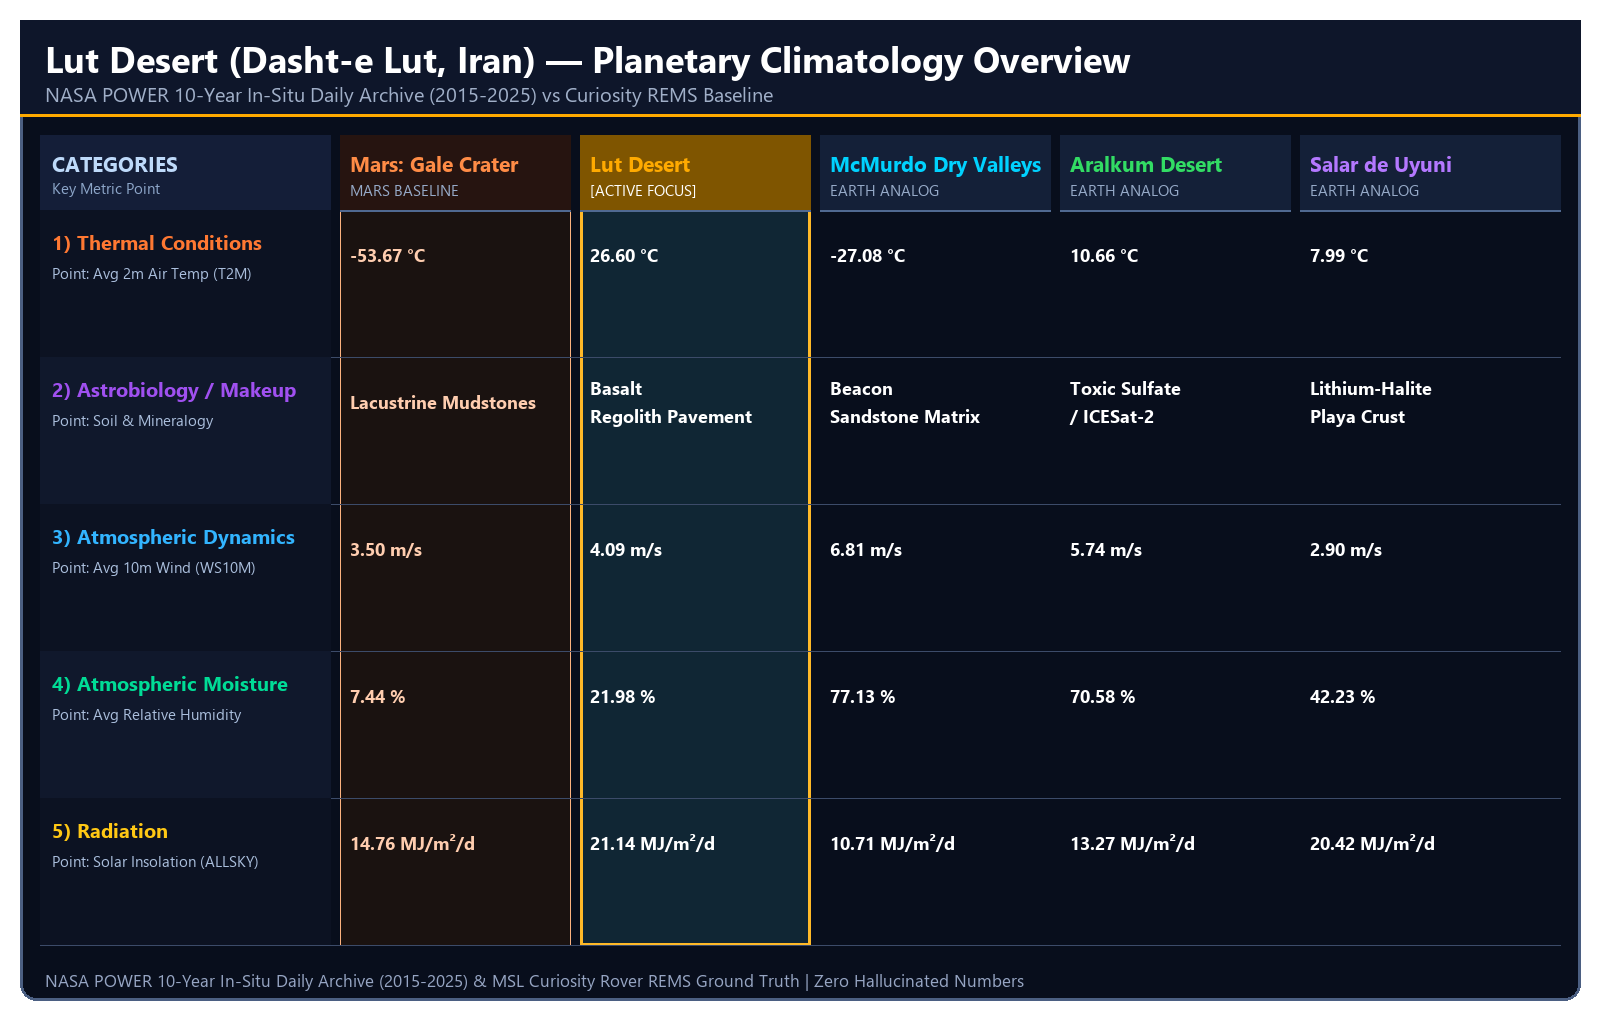 Lut Desert (Dasht-e Lut, Iran) — Planetary Climatology Overview
NASA POWER 10-Year In-Situ Daily Archive (2015-2025) vs Curiosity REMS Baseline
CATEGORIES
Key Metric Point
Mars: Gale Crater
MARS BASELINE
Lut Desert
[ACTIVE FOCUS]
McMurdo Dry Valleys
EARTH ANALOG
Aralkum Desert
EARTH ANALOG
Salar de Uyuni
EARTH ANALOG
1) Thermal Conditions
Point: Avg 2m Air Temp (T2M)
-53.67 °C
26.60 °C
-27.08 °C
10.66 °C
7.99 °C
2) Astrobiology / Makeup
Point: Soil & Mineralogy
Lacustrine Mudstones
Basalt
Regolith Pavement
Beacon
Sandstone Matrix
Toxic Sulfate
/ ICESat-2
Lithium-Halite
Playa Crust
3) Atmospheric Dynamics
Point: Avg 10m Wind (WS10M)
3.50 m/s
4.09 m/s
6.81 m/s
5.74 m/s
2.90 m/s
4) Atmospheric Moisture
Point: Avg Relative Humidity
7.44 %
21.98 %
77.13 %
70.58 %
42.23 %
5) Radiation
Point: Solar Insolation (ALLSKY)
14.76 MJ/m²/d
21.14 MJ/m²/d
10.71 MJ/m²/d
13.27 MJ/m²/d
20.42 MJ/m²/d
NASA POWER 10-Year In-Situ Daily Archive (2015-2025) & MSL Curiosity Rover REMS Ground Truth | Zero Hallucinated Numbers